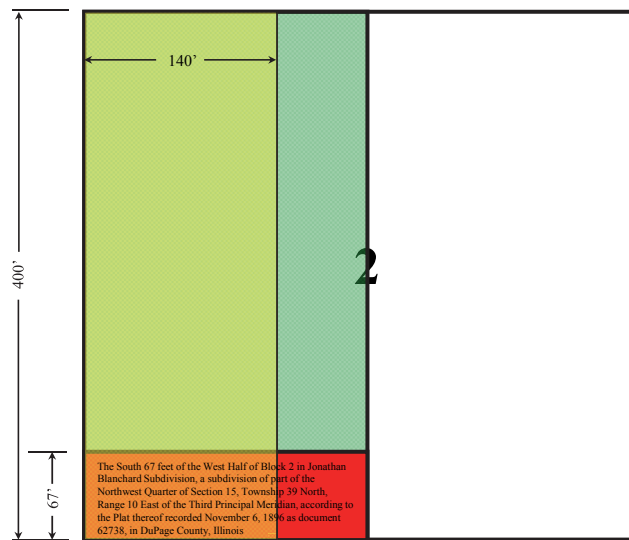 140’
2
400’
67’
The South 67 feet of the West Half of Block 2 in Jonathan
Blanchard Subdivision, a subdivision of part of the
Northwest Quarter of Section 15, Township 39 North,
Range 10 East of the Third Principal Meridian, according to
the Plat thereof recorded November 6, 1896 as document
62738, in DuPage County, Illinois